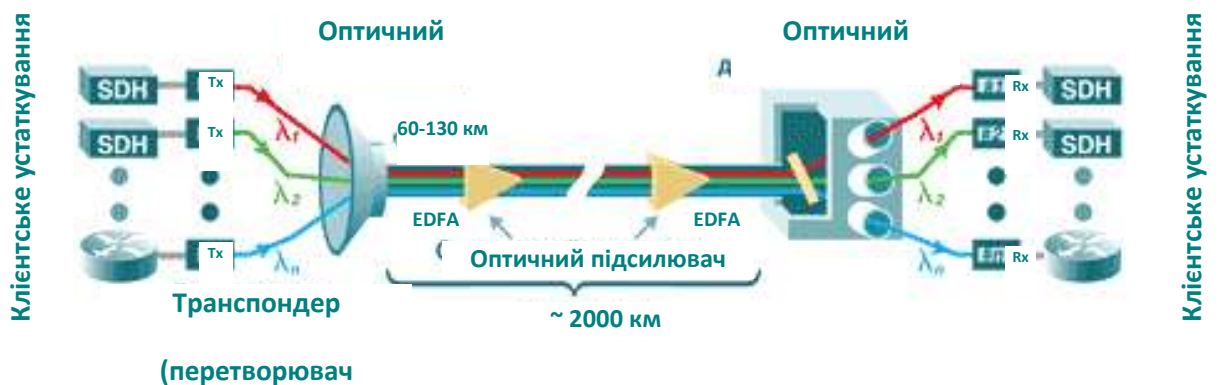 Клієнтське устаткування
Оптичний
Оптичний
Клієнтське устаткування
SDH
Tx
Rx
SDH
λ1
60-130 км
λ1
SDH
Tx
Rx
SDH
λ2
λ2
EDFA
EDFA
Tx
λn
Оптичний підсилювач
λn
Rx
Транспондер
~ 2000 км
(перетворювач